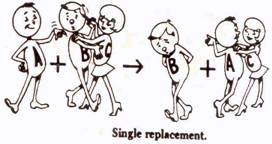 A + B → B + A C
Single replacement.